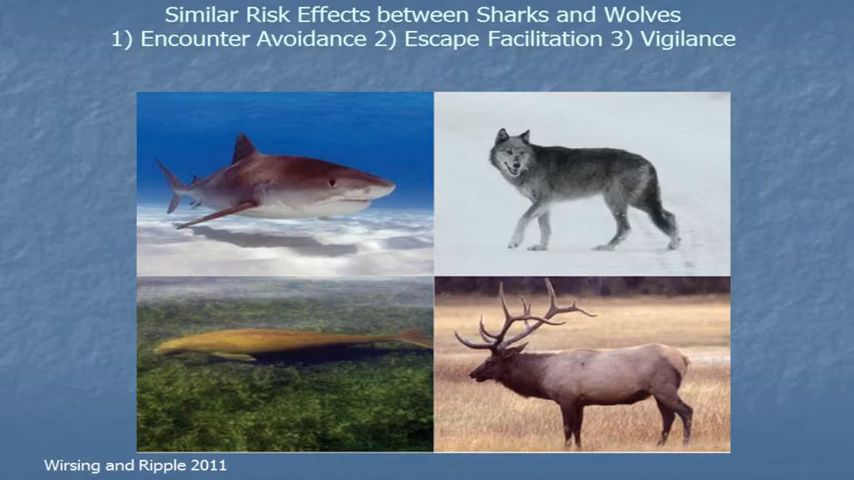 Similar Risk Effects between Sharks and Wolves
1) Encounter Avoidance 2) Escape Facilitation 3) Vigilance
Wirsing and Ripple 2011